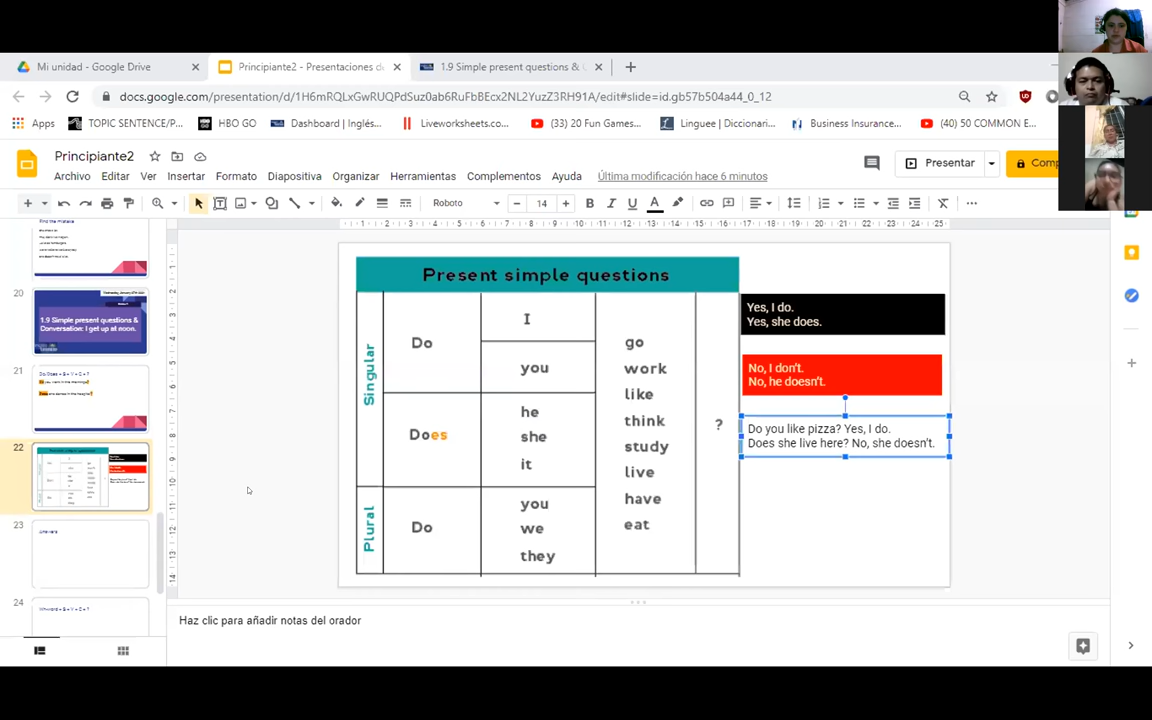 Mi unidad - Google Drive
Principiante2 - Presentaciones de
1.9 Simple present questions &
docs.google.com/presentation/d/1H6mRQLxGwRUQPdSuz0ab6RuFbBEcx2NL2YuzZ3RH91A/edit#slide=id.gb57b504a44_0_12
Apps
TOPIC SENTENCE/P...
HBO GO
Dashboard | Inglés...
Liveworksheets.co...
(33) 20 Fun Games...
Linguee | Diccionari...
Business Insurance...
(40) 50 COMMON E...
Principiante2
Presentar
Archivo Editar Ver Insertar Formato Diapositiva Organizar Herramientas Complementos Ayuda Última modificación hace 6 minutos
Roboto
14
20
1.9 Simple present questions &
Conversation: I get up at noon.
21
22
23
24
Present simple questions
Singular
Do
I
you
Does
he
she
it
Plural
Do
you
we
they
go
work
like
think
study
live
have
eat
?
Yes, I do.
Yes, she does.
No, I don't.
No, he doesn't.
Do you like pizza? Yes, I do.
Does she live here? No, she doesn't.
Haz clic para añadir notas del orador